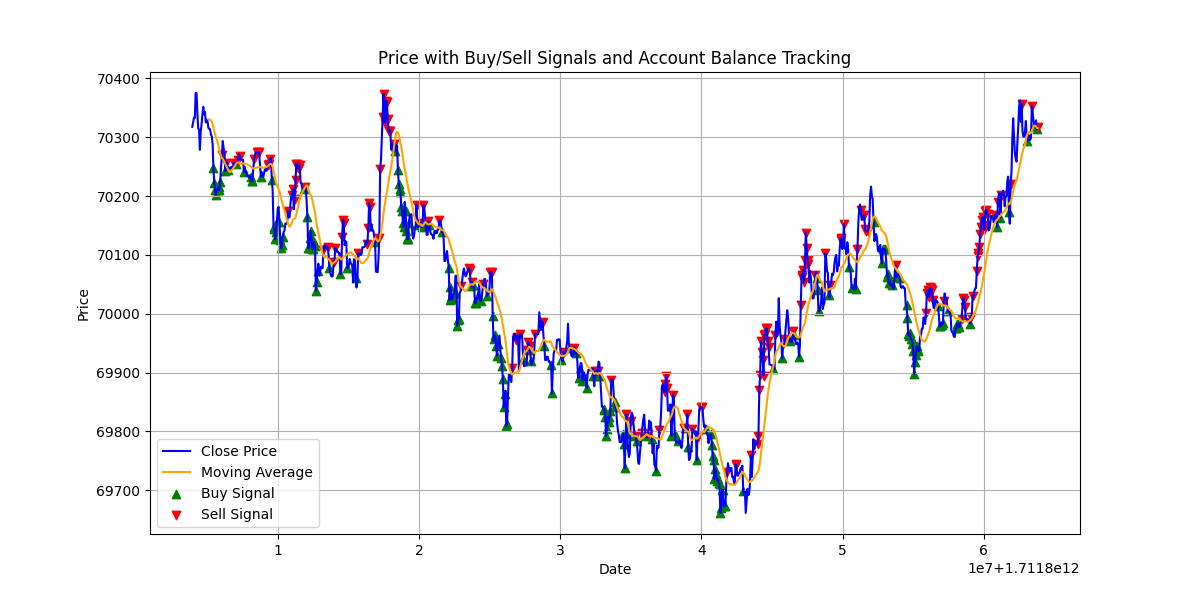 Price with Buy/Sell Signals and Account Balance Tracking
70400
70300
70200
70100
70000
69900
69800
69700
Price
Close Price
Moving Average
Buy Signal
Sell Signal
1 2 3 4 5 6
Date
1e7+1.7118e12